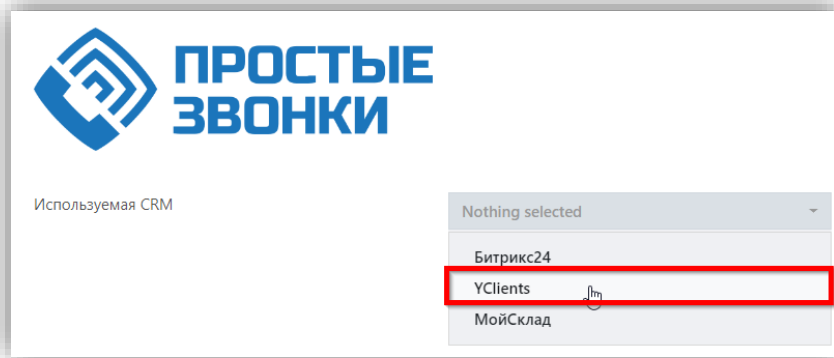 ПРОСТЫЕ
ЗВОНКИ
Используемая CRM
Nothing selected
Битрикс24
YClients
МойСклад